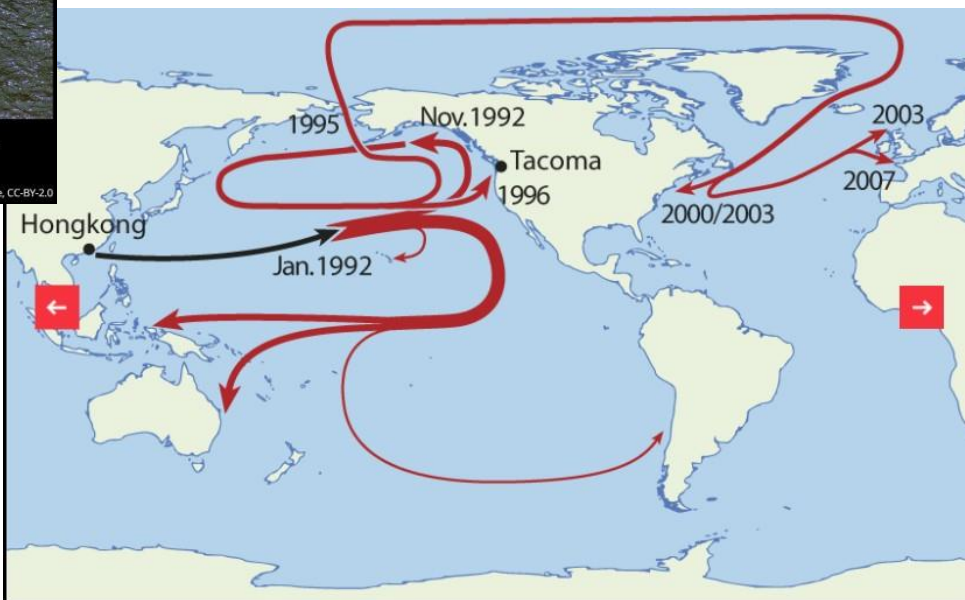 e, CC-BY-2.0
1995
Nov.1992
2003
Tacoma
2007
1996
2000/2003
Hongkong
Jan.1992